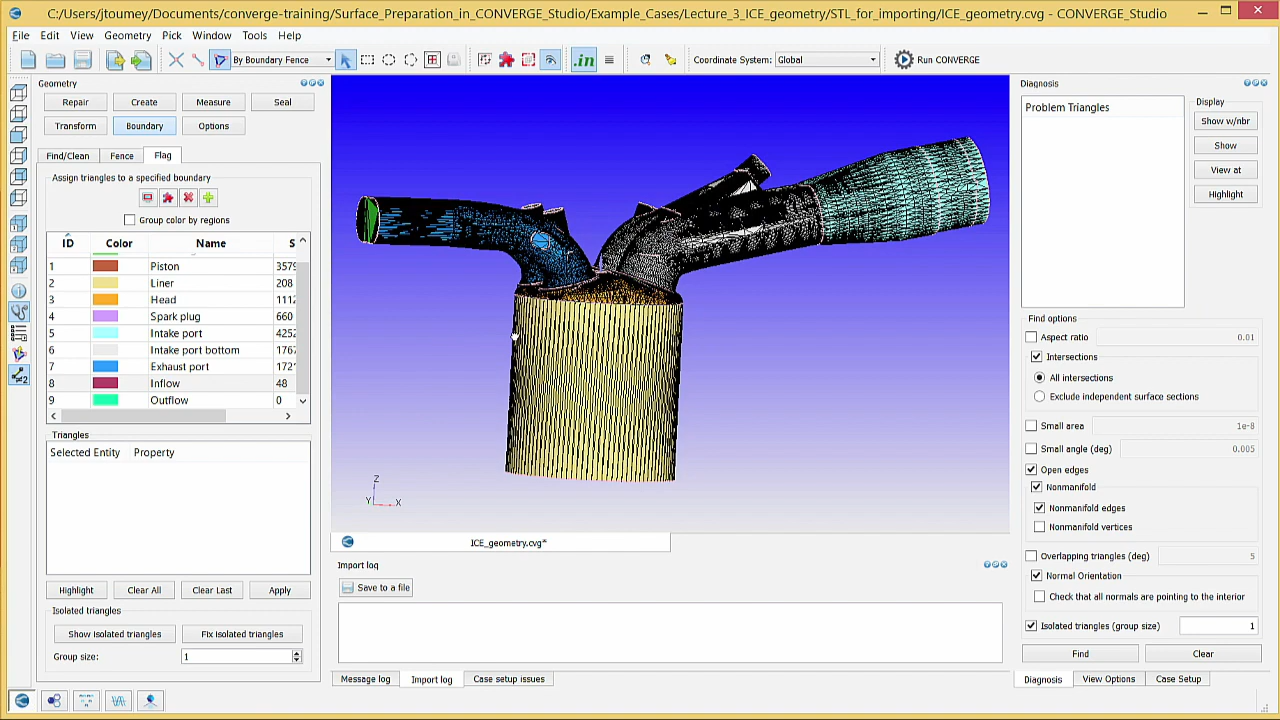 C:/Users/jtoumey/Documents/converge-training/Surface_Preparation_in_CONVERGE_Studio/Example_Cases/Lecture_3_ICE_geometry/STL_for_importing/ICE_geometry.cvg - CONVERGE_Studio
File Edit View Geometry Pick Window Tools Help
By Boundary Fence .in Coordinate System: Global Run CONVERGE
Geometry
Repair Create Measure Seal
Transform Boundary Options
Find/Clean Fence Flag
Assign triangles to a specified boundary
Group color by regions
ID Color Name S
1 Piston 3579
2 Liner 208
3 Head 1112
4 Spark plug 660
5 Intake port 4252
6 Intake port bottom 1767
7 Exhaust port 172
8 Inflow 48
9 Outflow 0
Triangles
Selected Entity Property
Highlight Clear All Clear Last Apply
Isolated triangles
Show isolated triangles Fix isolated triangles
Group size: 1
Z
Y X
ICE_geometry.cvg*
Import log
Save to a file
Message log Import log Case setup issues
Diagnosis
Problem Triangles
Display
Show w/nbr
Show
View at
Highlight
Find options
Aspect ratio 0.01
Intersections
All intersections
Exclude independent surface sections
Small area 1e-8
Small angle (deg) 0.005
Open edges
Nonmanifold
Nonmanifold edges
Nonmanifold vertices
Overlapping triangles (deg) 5
Normal Orientation
Check that all normals are pointing to the interior
Isolated triangles (group size) 1
Find Clear
Diagnosis View Options Case Setup